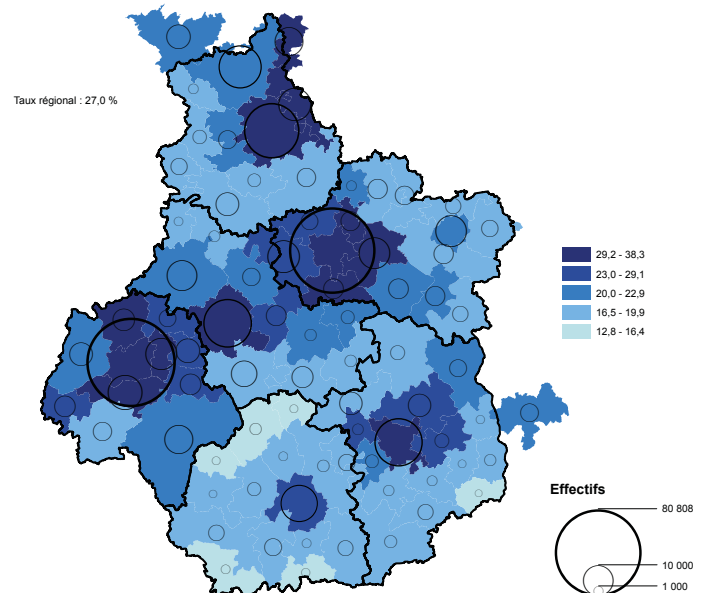 Taux régional : 27,0 %
29,2 - 38,3
23,0 - 29,1
20,0 - 22,9
16,5 - 19,9
12,8 - 16,4
Effectifs
80 808
10 000
1 000